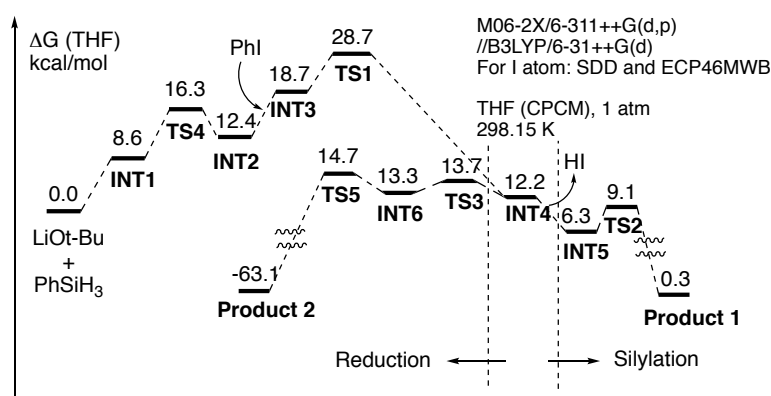 ΔG (THF)
kcal/mol
M06-2X/6-311++G(d,p)
//B3LYP/6-31++G(d)
For I atom: SDD and ECP46MWB
THF (CPCM), 1 atm
298.15 K
PhI
28.7
TS1
18.7
INT3
16.3
TS4
12.4
INT2
8.6
INT1
0.0
LiOt-Bu
+
PhSiH3
14.7
TS5
13.3
INT6
13.7
TS3
12.2
INT4
HI
6.3
INT5
9.1
TS2
-63.1
Product 2
0.3
Product 1
Reduction
Silylation